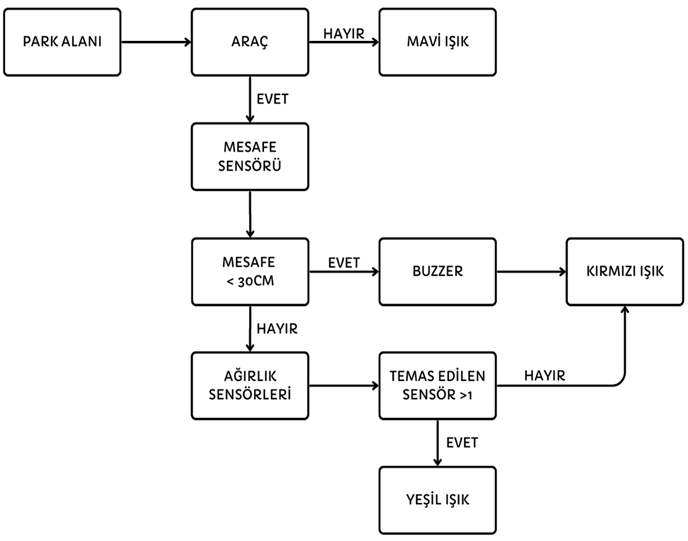 PARK ALANI
ARAÇ
HAYIR
MAVİ IŞIK
EVET
MESAFE
SENSÖRÜ
MESAFE
< 30CM
EVET
BUZZER
KIRMIZI IŞIK
HAYIR
AĞIRLIK
SENSÖRLERİ
TEMAS EDİLEN
SENSÖR >1
HAYIR
EVET
YEŞİL IŞIK